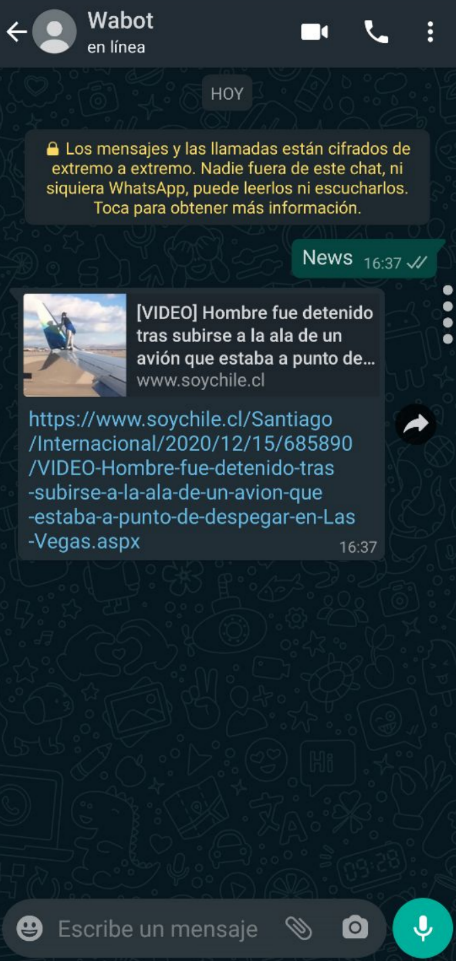 Wabot
en línea
HOY
Los mensajes y las llamadas están cifrados de
extremo a extremo. Nadie fuera de este chat, ni
siquiera WhatsApp, puede leerlos ni escucharlos.
Toca para obtener más información.
News 16:37
[VIDEO] Hombre fue detenido
tras subirse a la ala de un
avión que estaba a punto de...
www.soychile.cl
https://www.soychile.cl/Santiago
/Internacional/2020/12/15/685890
/VIDEO-Hombre-fue-detenido-tras
-subirse-a-la-ala-de-un-avion-que
-estaba-a-punto-de-despegar-en-Las
-Vegas.aspx
16:37
Hi
09:28
Escribe un mensaje